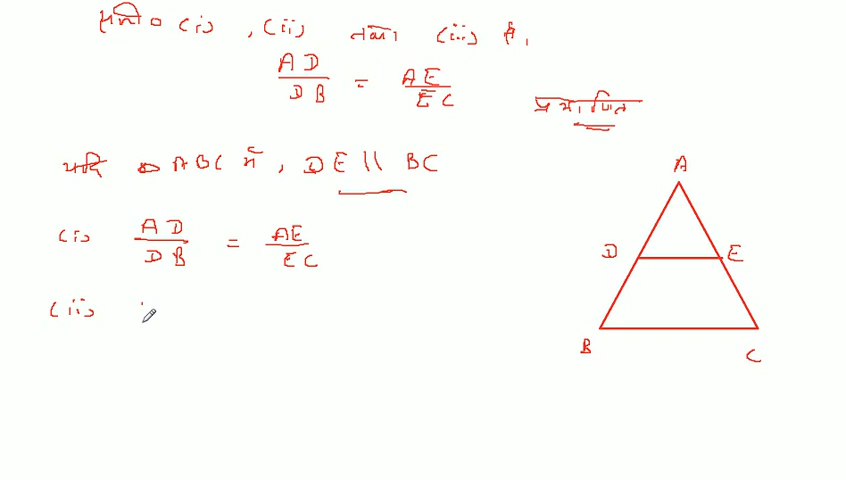 समी० (i) , (ii) तथा (iii) से,
AD/DB = AE/EC
प्रमाणित
यदि △ABC में, DE || BC
A
(i) AD/DB = AE/EC
D E
(ii)
B C